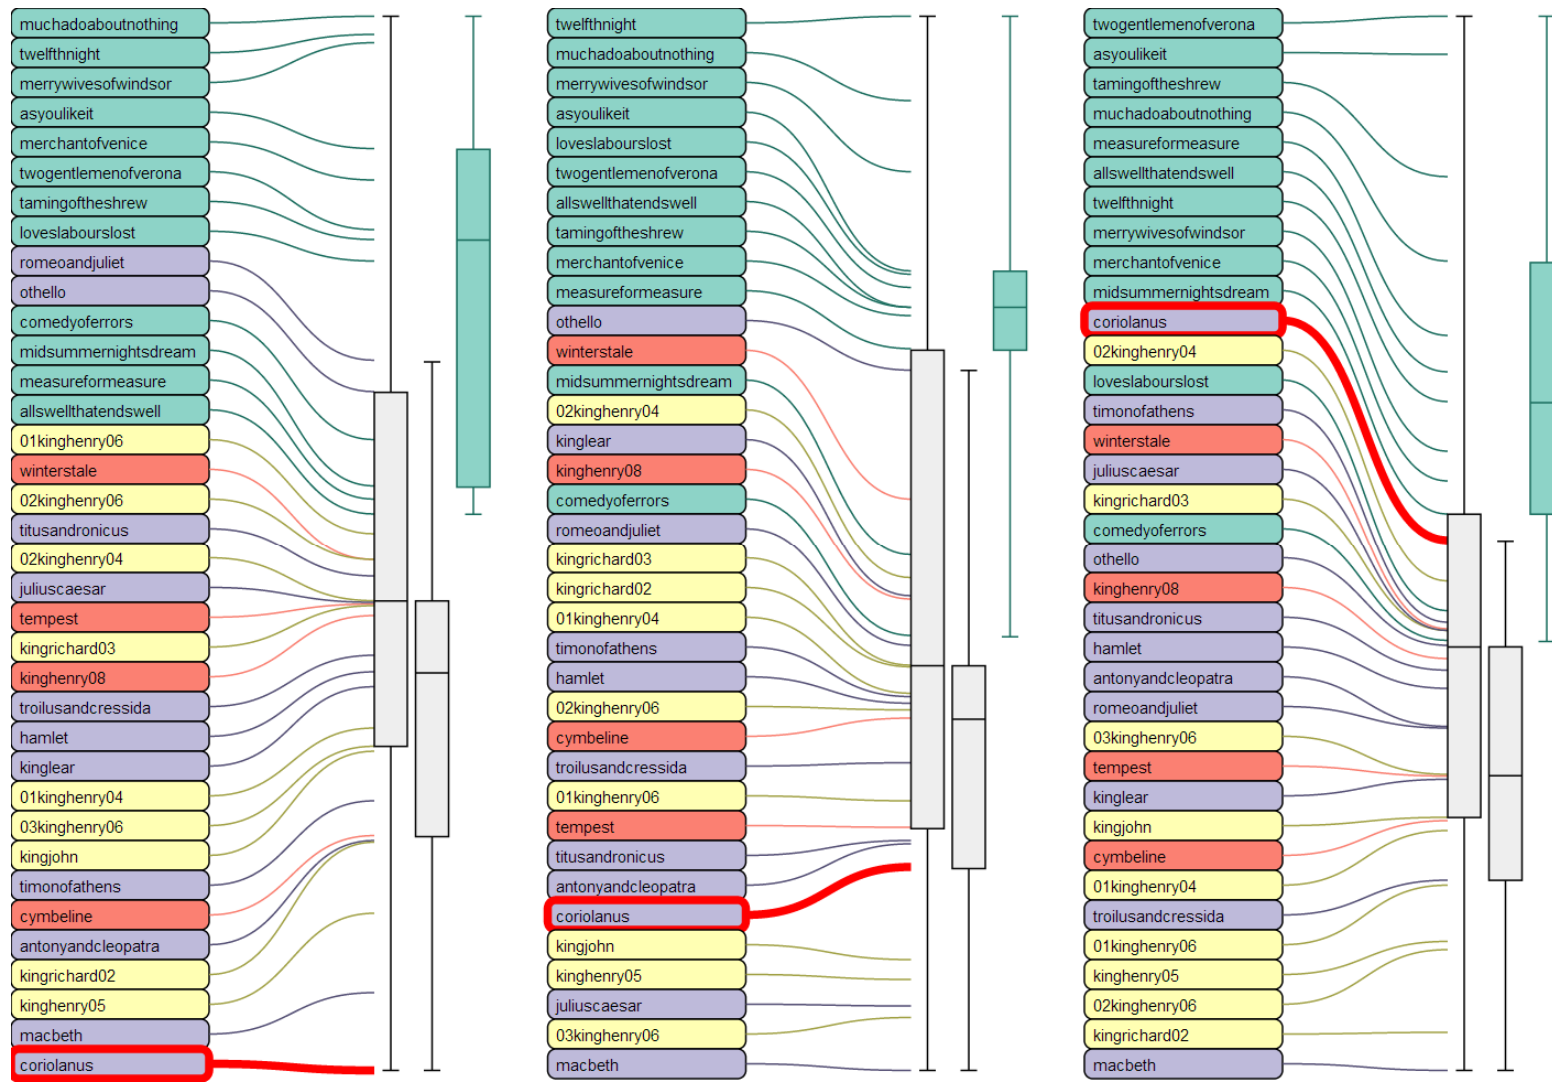 muchadoaboutnothing
twelfthnight
merrywivesofwindsor
asyoulikeit
merchantofvenice
twogentlemenofverona
tamingoftheshrew
loveslabourslost
romeoandjuliet
othello
comedyoferrors
midsummernightsdream
measureformeasure
allswellthatendswell
01kinghenry06
winterstale
02kinghenry06
titusandronicus
02kinghenry04
juliuscaesar
tempest
kingrichard03
kinghenry08
troilusandcressida
hamlet
kinglear
01kinghenry04
03kinghenry06
kingjohn
timonofathens
cymbeline
antonyandcleopatra
kingrichard02
kinghenry05
macbeth
coriolanus
twelfthnight
muchadoaboutnothing
merrywivesofwindsor
asyoulikeit
loveslabourslost
twogentlemenofverona
allswellthatendswell
tamingoftheshrew
merchantofvenice
measureformeasure
othello
winterstale
midsummernightsdream
02kinghenry04
kinglear
kinghenry08
comedyoferrors
romeoandjuliet
kingrichard03
kingrichard02
01kinghenry04
timonofathens
hamlet
02kinghenry06
cymbeline
troilusandcressida
01kinghenry06
tempest
titusandronicus
antonyandcleopatra
coriolanus
kingjohn
kinghenry05
juliuscaesar
03kinghenry06
macbeth
twogentlemenofverona
asyoulikeit
tamingoftheshrew
muchadoaboutnothing
measureformeasure
allswellthatendswell
twelfthnight
merrywivesofwindsor
merchantofvenice
midsummernightsdream
coriolanus
02kinghenry04
loveslabourslost
timonofathens
winterstale
juliuscaesar
kingrichard03
comedyoferrors
othello
kinghenry08
titusandronicus
hamlet
antonyandcleopatra
romeoandjuliet
03kinghenry06
tempest
kinglear
kingjohn
cymbeline
01kinghenry04
troilusandcressida
01kinghenry06
kinghenry05
02kinghenry06
kingrichard02
macbeth